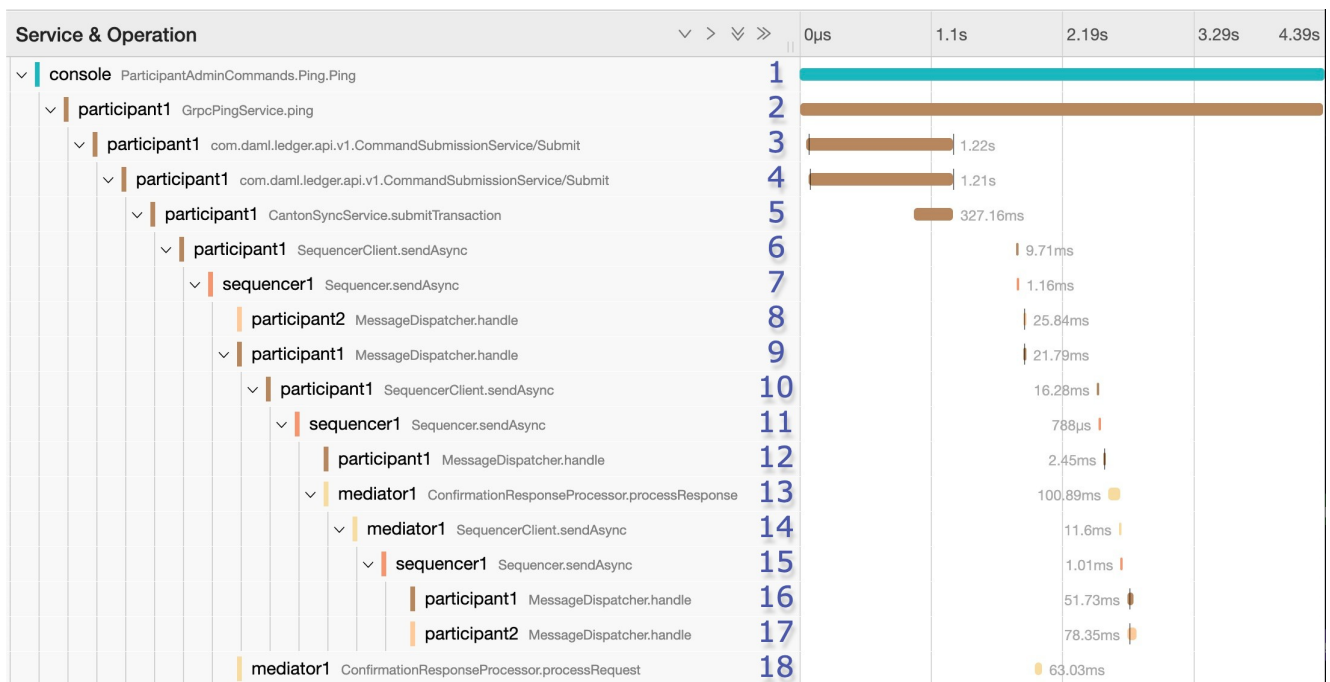 Service & Operation 0μs 1.1s 2.19s 3.29s 4.39s
console ParticipantAdminCommands.Ping.Ping 1
participant1 GrpcPingService.ping 2
participant1 com.daml.ledger.api.v1.CommandSubmissionService/Submit 3 1.22s
participant1 com.daml.ledger.api.v1.CommandSubmissionService/Submit 4 1.21s
participant1 CantonSyncService.submitTransaction 5 327.16ms
participant1 SequencerClient.sendAsync 6 9.71ms
sequencer1 Sequencer.sendAsync 7 1.16ms
participant2 MessageDispatcher.handle 8 25.84ms
participant1 MessageDispatcher.handle 9 21.79ms
participant1 SequencerClient.sendAsync 10 16.28ms
sequencer1 Sequencer.sendAsync 11 788μs
participant1 MessageDispatcher.handle 12 2.45ms
mediator1 ConfirmationResponseProcessor.processResponse 13 100.89ms
mediator1 SequencerClient.sendAsync 14 11.6ms
sequencer1 Sequencer.sendAsync 15 1.01ms
participant1 MessageDispatcher.handle 16 51.73ms
participant2 MessageDispatcher.handle 17 78.35ms
mediator1 ConfirmationResponseProcessor.processRequest 18 63.03ms